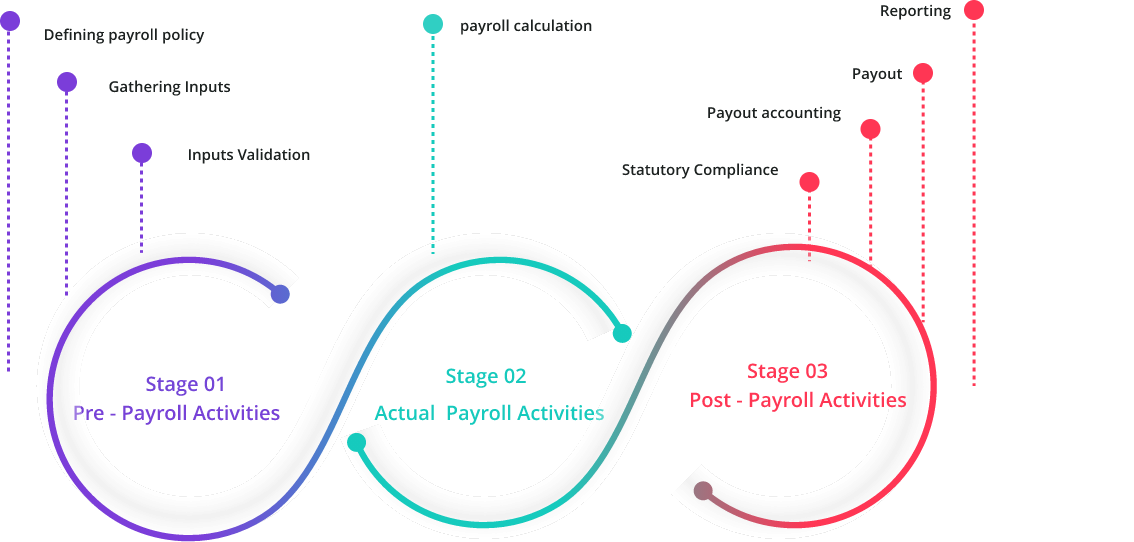 Defining payroll policy
Gathering Inputs
Inputs Validation
payroll calculation
Reporting
Payout
Payout accounting
Statutory Compliance
Stage 01
Pre - Payroll Activities
Stage 02
Actual Payroll Activities
Stage 03
Post - Payroll Activities